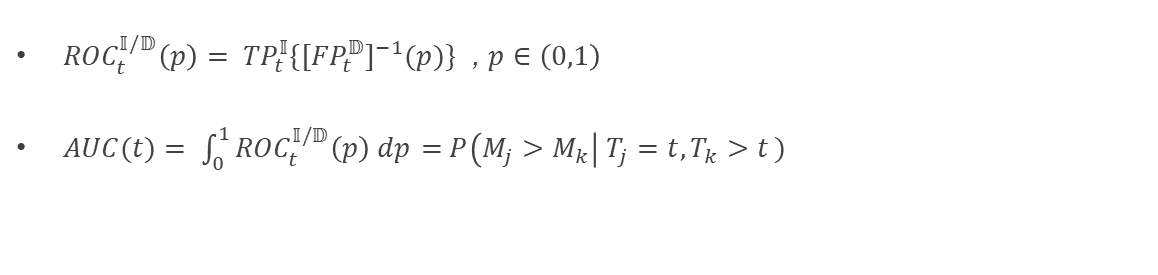 • ROC_t^{𝕀/𝔻}(p) = TP_t^𝕀{[FP_t^𝔻]^{−1}(p)} , p ∈ (0,1)
• AUC(t) = ∫_0^1 ROC_t^{𝕀/𝔻}(p) dp = P(M_j > M_k | T_j = t, T_k > t )